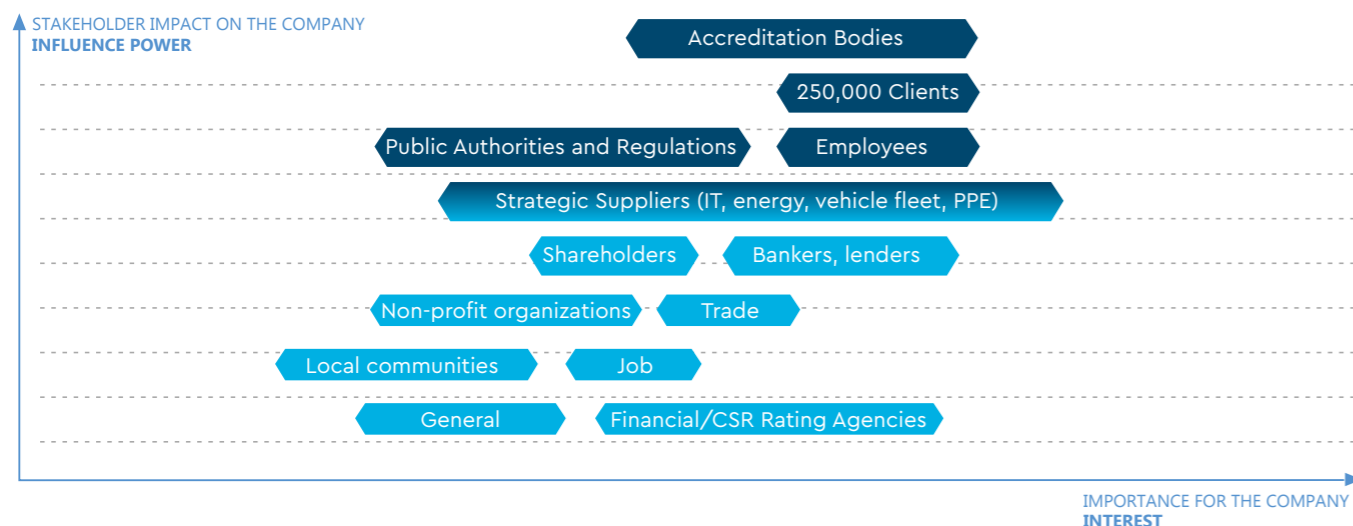 STAKEHOLDER IMPACT ON THE COMPANY
INFLUENCE POWER
Accreditation Bodies
250,000 Clients
Public Authorities and Regulations
Employees
Strategic Suppliers (IT, energy, vehicle fleet, PPE)
Shareholders
Bankers, lenders
Non-profit organizations
Trade
Local communities
Job
General
Financial/CSR Rating Agencies
IMPORTANCE FOR THE COMPANY
INTEREST